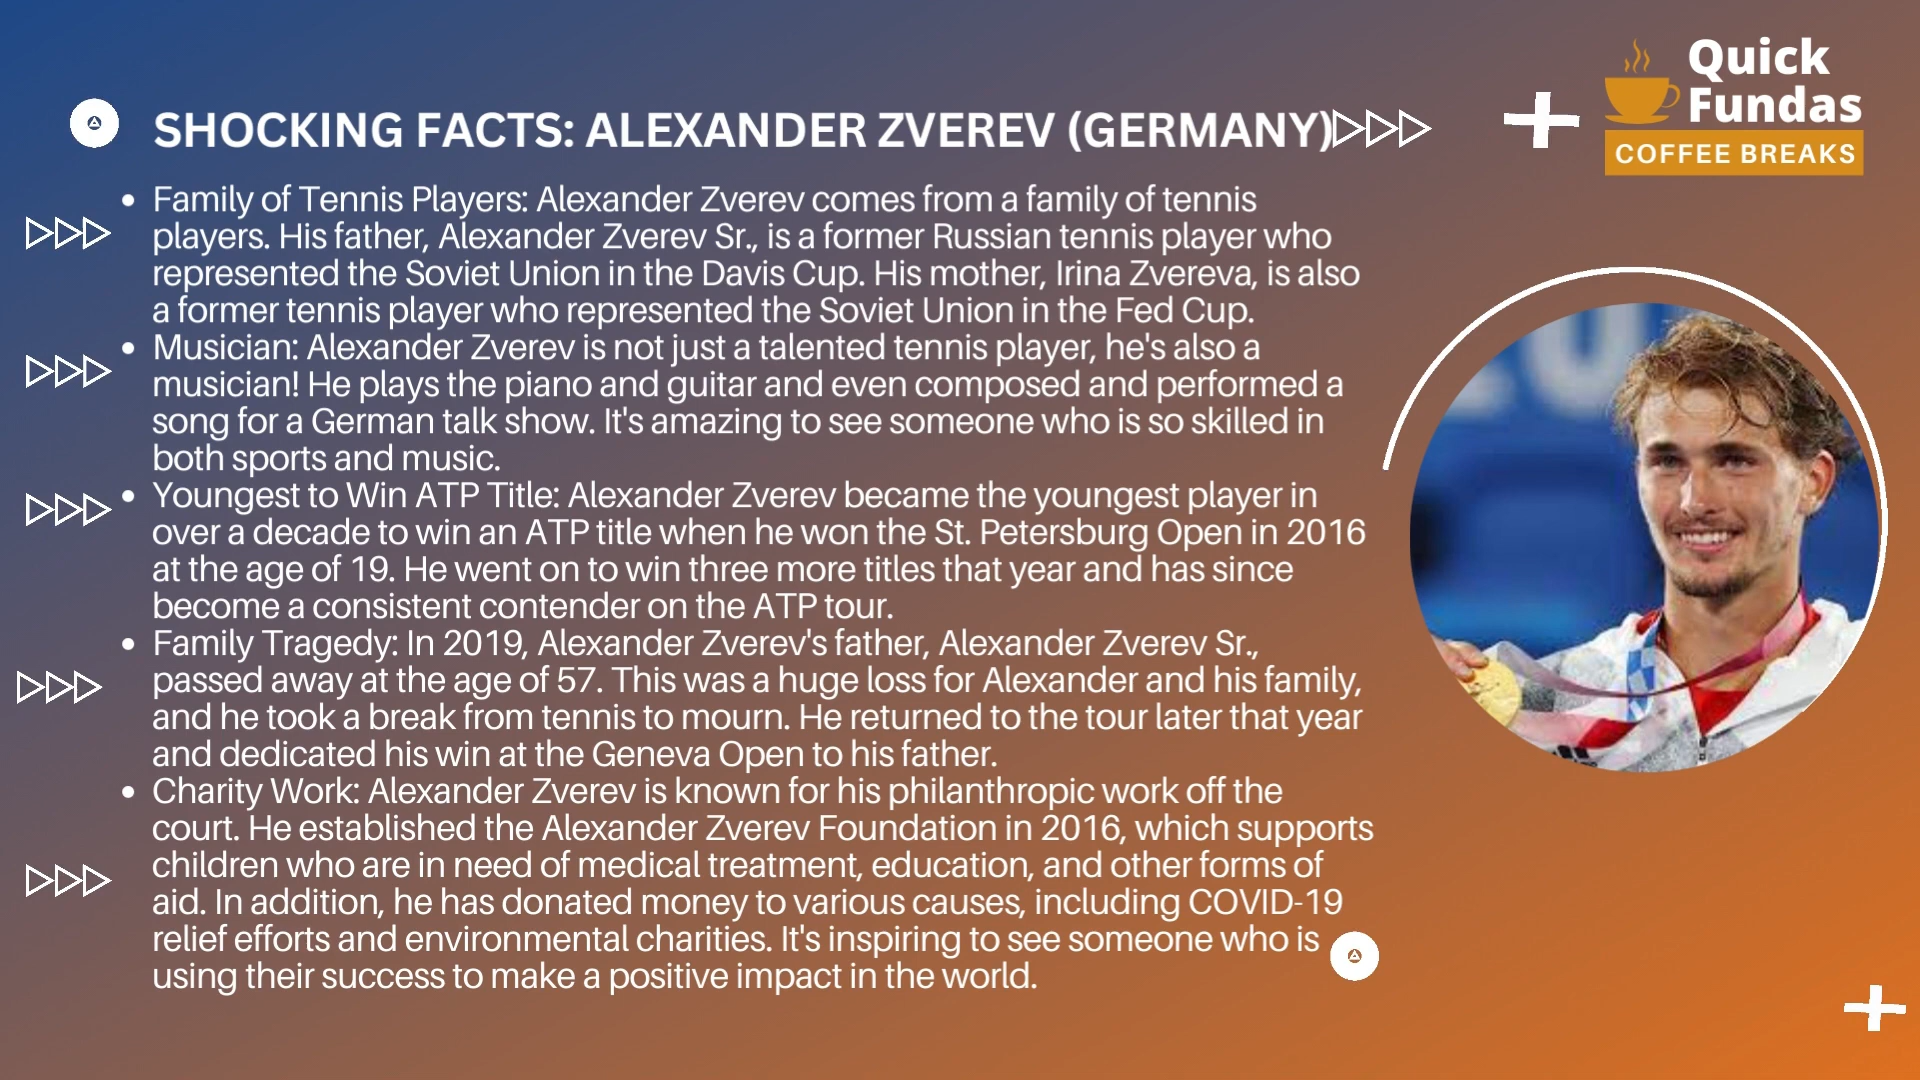 Quick
Fundas
COFFEE BREAKS
SHOCKING FACTS: ALEXANDER ZVEREV (GERMANY)
• Family of Tennis Players: Alexander Zverev comes from a family of tennis
players. His father, Alexander Zverev Sr., is a former Russian tennis player who
represented the Soviet Union in the Davis Cup. His mother, Irina Zvereva, is also
a former tennis player who represented the Soviet Union in the Fed Cup.
• Musician: Alexander Zverev is not just a talented tennis player, he's also a
musician! He plays the piano and guitar and even composed and performed a
song for a German talk show. It's amazing to see someone who is so skilled in
both sports and music.
• Youngest to Win ATP Title: Alexander Zverev became the youngest player in
over a decade to win an ATP title when he won the St. Petersburg Open in 2016
at the age of 19. He went on to win three more titles that year and has since
become a consistent contender on the ATP tour.
• Family Tragedy: In 2019, Alexander Zverev's father, Alexander Zverev Sr.,
passed away at the age of 57. This was a huge loss for Alexander and his family,
and he took a break from tennis to mourn. He returned to the tour later that year
and dedicated his win at the Geneva Open to his father.
• Charity Work: Alexander Zverev is known for his philanthropic work off the
court. He established the Alexander Zverev Foundation in 2016, which supports
children who are in need of medical treatment, education, and other forms of
aid. In addition, he has donated money to various causes, including COVID-19
relief efforts and environmental charities. It's inspiring to see someone who is
using their success to make a positive impact in the world.